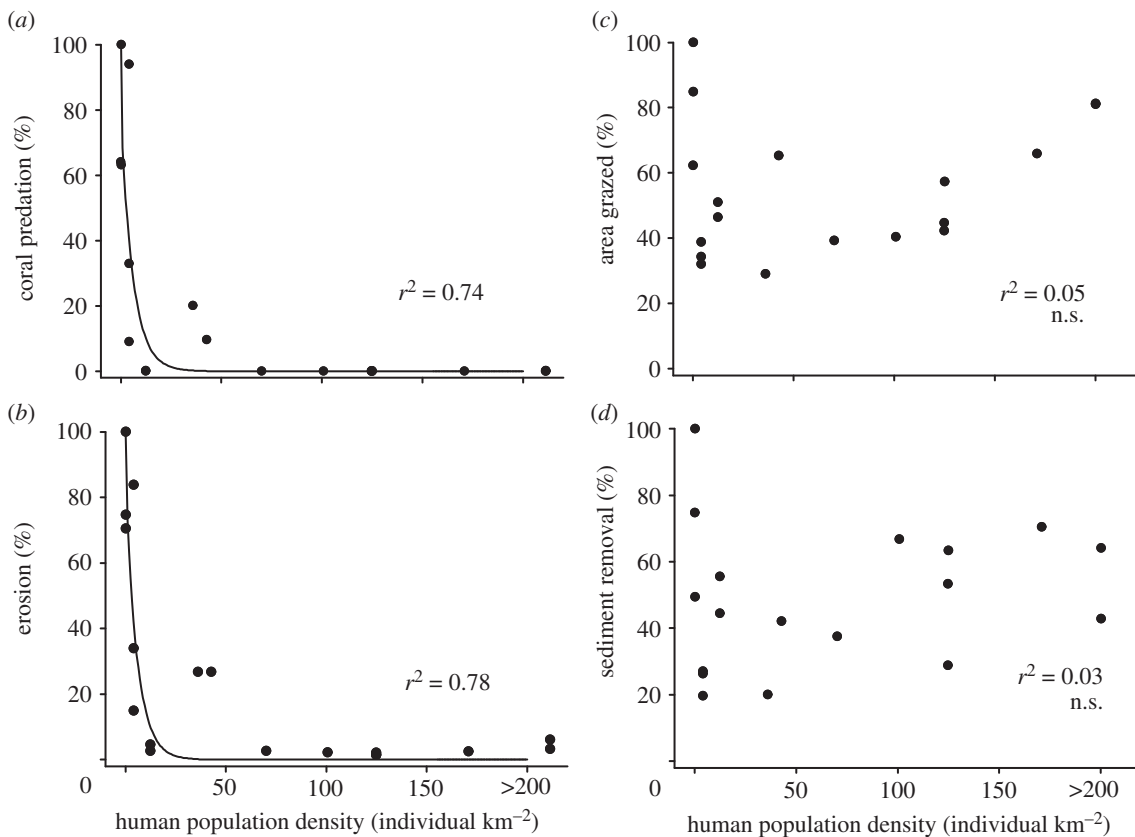 (a)
100
80
60
40
20
0
coral predation (%)
r² = 0.74
(b)
100
80
60
40
20
0
erosion (%)
r² = 0.78
50
100
150
>200
human population density (individual km⁻²)
(c)
100
80
60
40
20
0
area grazed (%)
r² = 0.05
n.s.
(d)
100
80
60
40
20
0
sediment removal (%)
r² = 0.03
n.s.
50
100
150
>200
human population density (individual km⁻²)